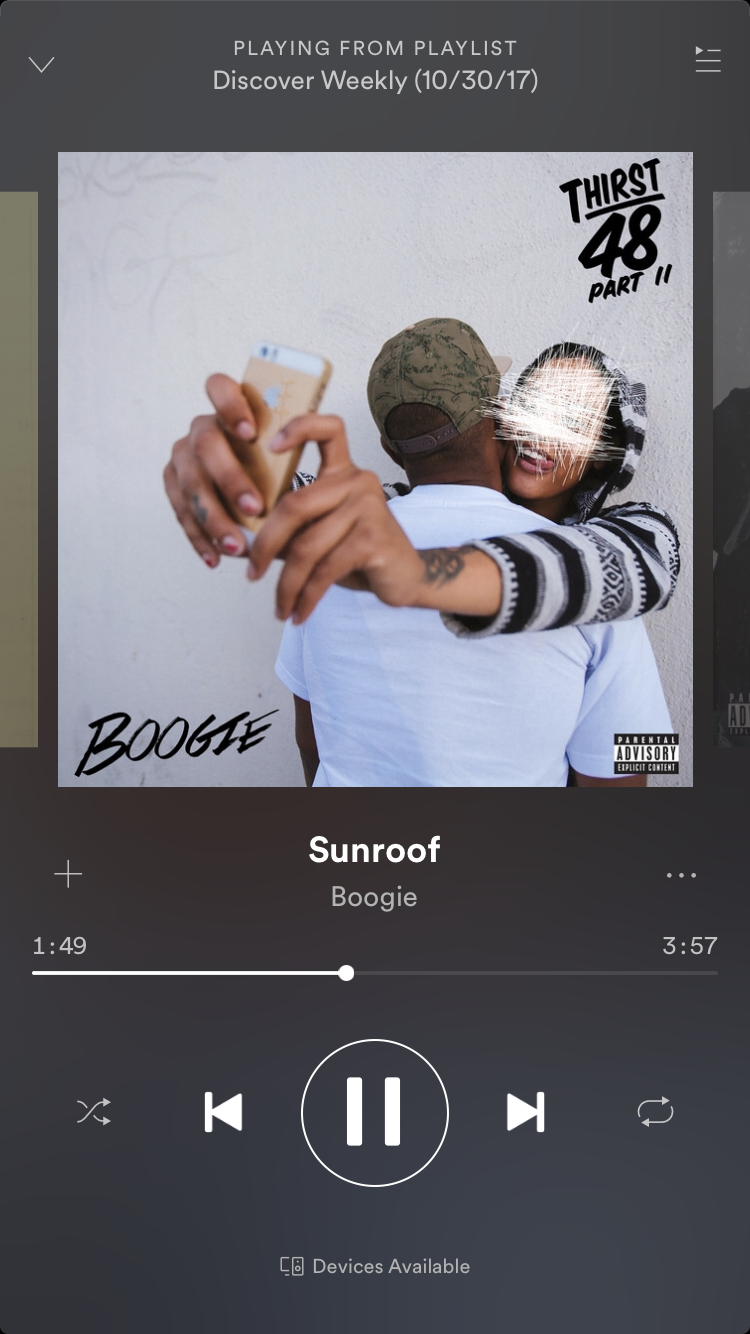 PLAYING FROM PLAYLIST
Discover Weekly (10/30/17)
THIRST
48
PART II
BOOGIE
PARENTAL
ADVISORY
EXPLICIT CONTENT
Sunroof
Boogie
1:49
3:57
Devices Available